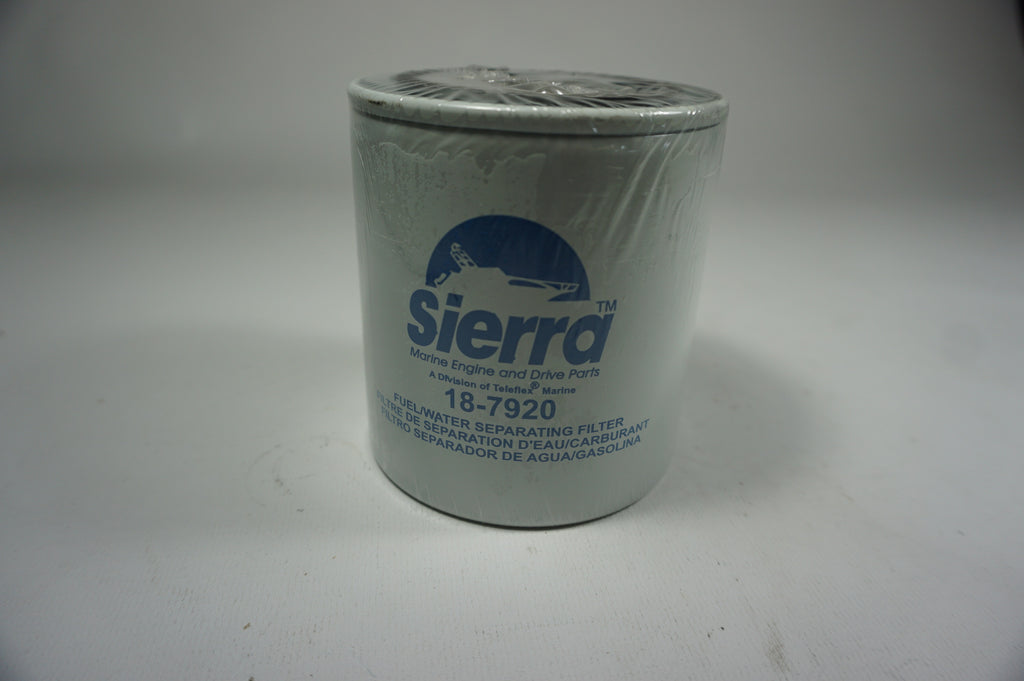 Sierra™
Marine Engine and Drive Parts
A Division of Teleflex® Marine
18-7920
FUEL/WATER SEPARATING FILTER
FILTRE DE SÉPARATION D'EAU/CARBURANT
FILTRO SEPARADOR DE AGUA/GASOLINA